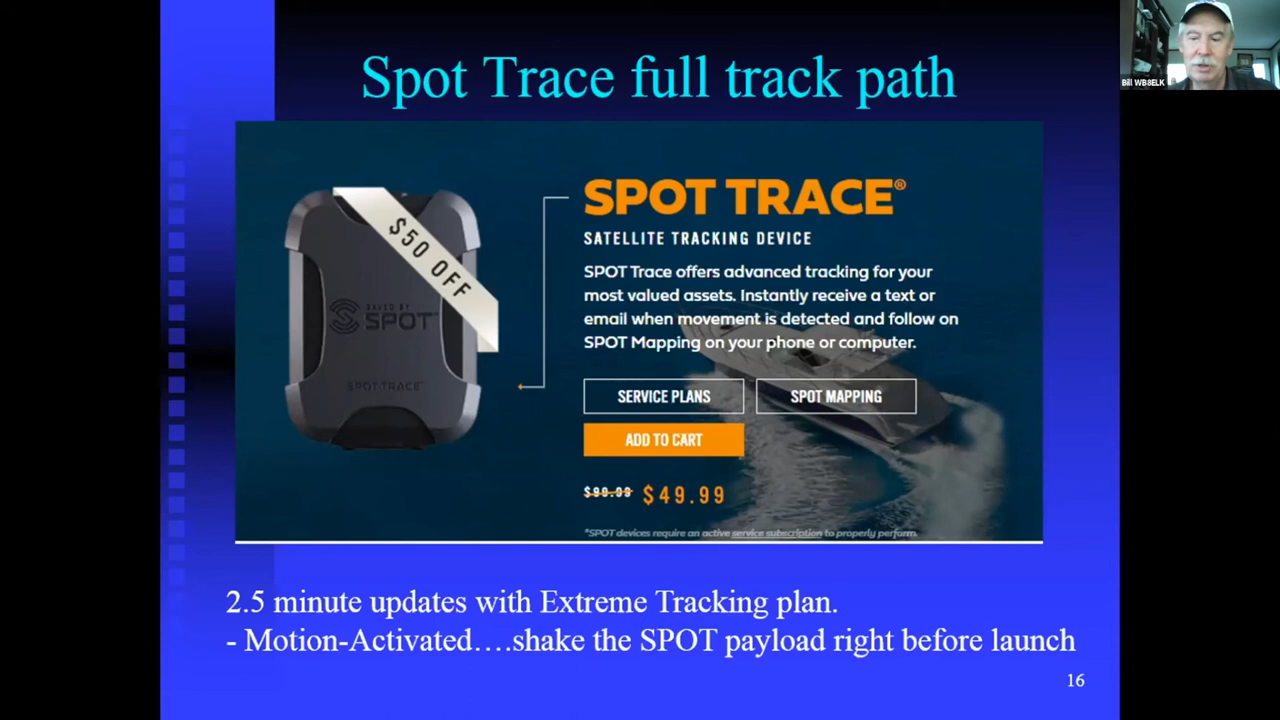 Spot Trace full track path
Bill WB8ELK
$50 OFF
SAVED BY
SPOT
SPOT TRACE
SPOT TRACE®
SATELLITE TRACKING DEVICE
SPOT Trace offers advanced tracking for your
most valued assets. Instantly receive a text or
email when movement is detected and follow on
SPOT Mapping on your phone or computer.
SERVICE PLANS
SPOT MAPPING
ADD TO CART
$99.99 $49.99
*SPOT devices require an active service subscription to properly perform.
2.5 minute updates with Extreme Tracking plan.
- Motion-Activated….shake the SPOT payload right before launch
16